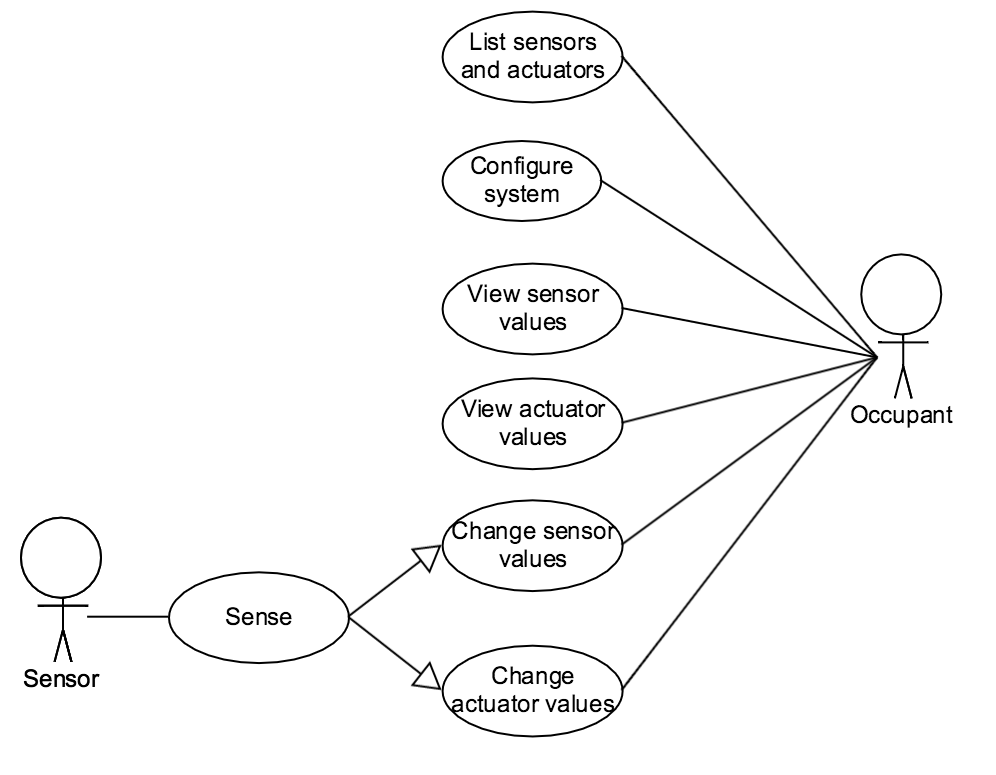 List sensors
and actuators
Configure
system
View sensor
values
View actuator
values
Occupant
Change sensor
values
Sense
Sensor
Change
actuator values